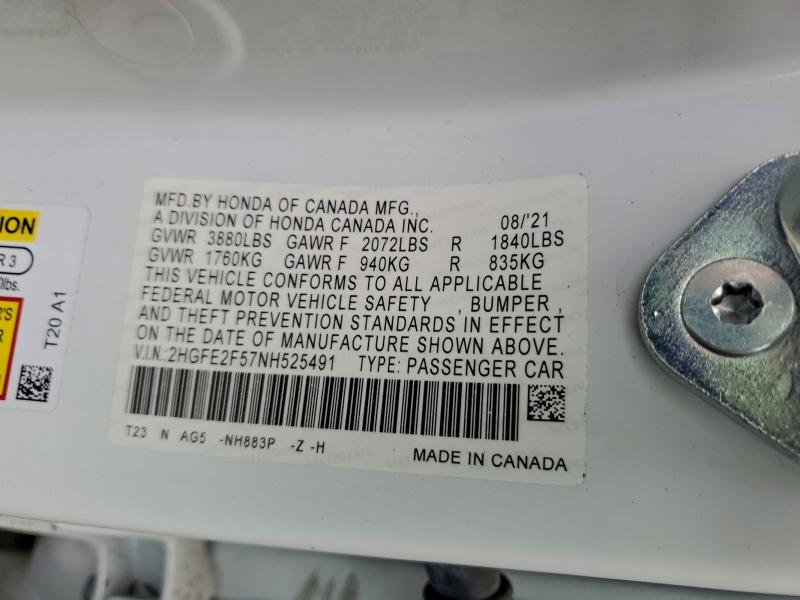 MFD.BY HONDA OF CANADA MFG.,
A DIVISION OF HONDA CANADA INC. 08/'21
GVWR 3880LBS GAWR F 2072LBS R 1840LBS
GVWR 1760KG GAWR F 940KG R 835KG
THIS VEHICLE CONFORMS TO ALL APPLICABLE
FEDERAL MOTOR VEHICLE SAFETY , BUMPER ,
AND THEFT PREVENTION STANDARDS IN EFFECT
ON THE DATE OF MANUFACTURE SHOWN ABOVE.
V.I.N.:2HGFE2F57NH525491 TYPE: PASSENGER CAR
T23 N AG5 -NH883P -Z -H
MADE IN CANADA
ION
R 3
0lbs.
R'S
T20 A1